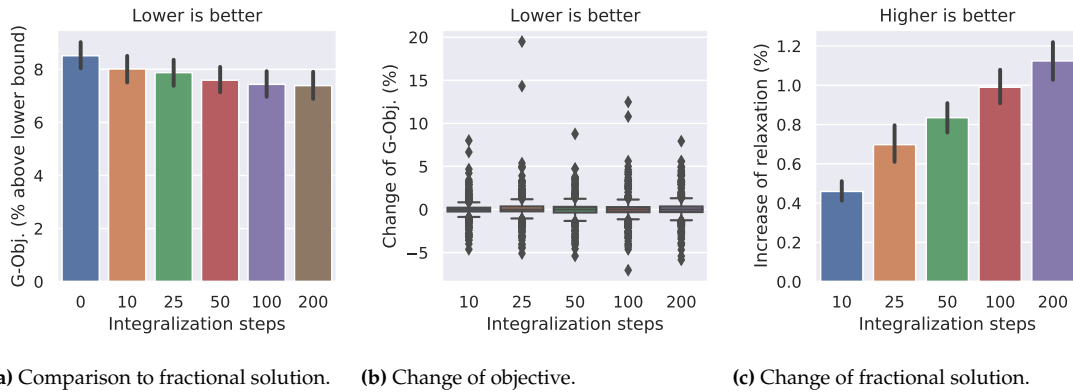 Lower is better
G-Obj. (% above lower bound)
8
6
4
2
0
0 10 25 50 100 200
Integralization steps
Lower is better
Change of G-Obj. (%)
20
15
10
5
0
−5
10 25 50 100 200
Integralization steps
Higher is better
Increase of relaxation (%)
1.2
1.0
0.8
0.6
0.4
0.2
0.0
10 25 50 100 200
Integralization steps
a) Comparison to fractional solution.
(b) Change of objective.
(c) Change of fractional solution.